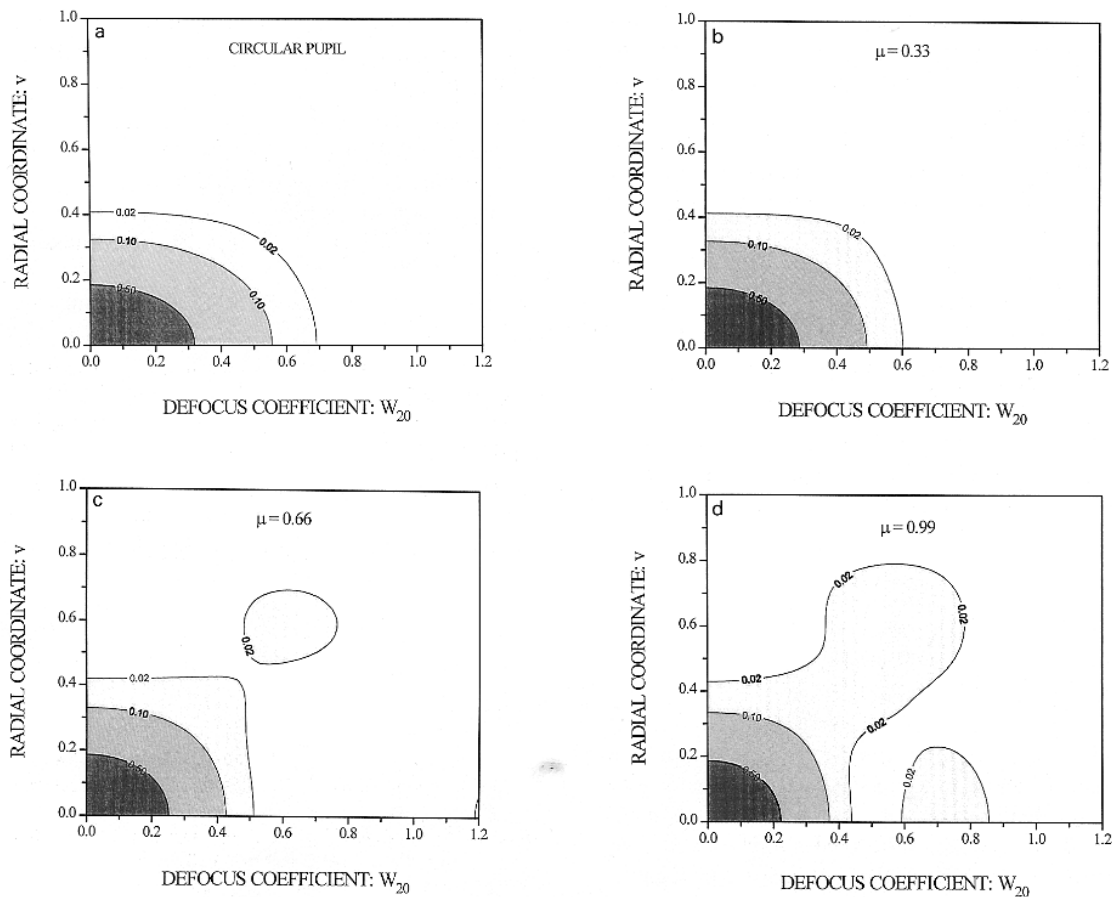 a
CIRCULAR PUPIL
RADIAL COORDINATE: v
1.0
0.8
0.6
0.4
0.2
0.0
0.02
0.02
0.10
0.10
0.50
0.0 0.2 0.4 0.6 0.8 1.0 1.2
DEFOCUS COEFFICIENT: W20
b
μ = 0.33
RADIAL COORDINATE: v
1.0
0.8
0.6
0.4
0.2
0.0
0.02
0.10
0.50
0.0 0.2 0.4 0.6 0.8 1.0 1.2
DEFOCUS COEFFICIENT: W20
c
μ = 0.66
RADIAL COORDINATE: v
1.0
0.8
0.6
0.4
0.2
0.0
0.02
0.02
0.10
0.50
0.0 0.2 0.4 0.6 0.8 1.0 1.2
DEFOCUS COEFFICIENT: W20
d
μ = 0.99
RADIAL COORDINATE: v
1.0
0.8
0.6
0.4
0.2
0.0
0.02
0.02
0.02
0.02
0.10
0.02
0.50
0.0 0.2 0.4 0.6 0.8 1.0 1.2
DEFOCUS COEFFICIENT: W20